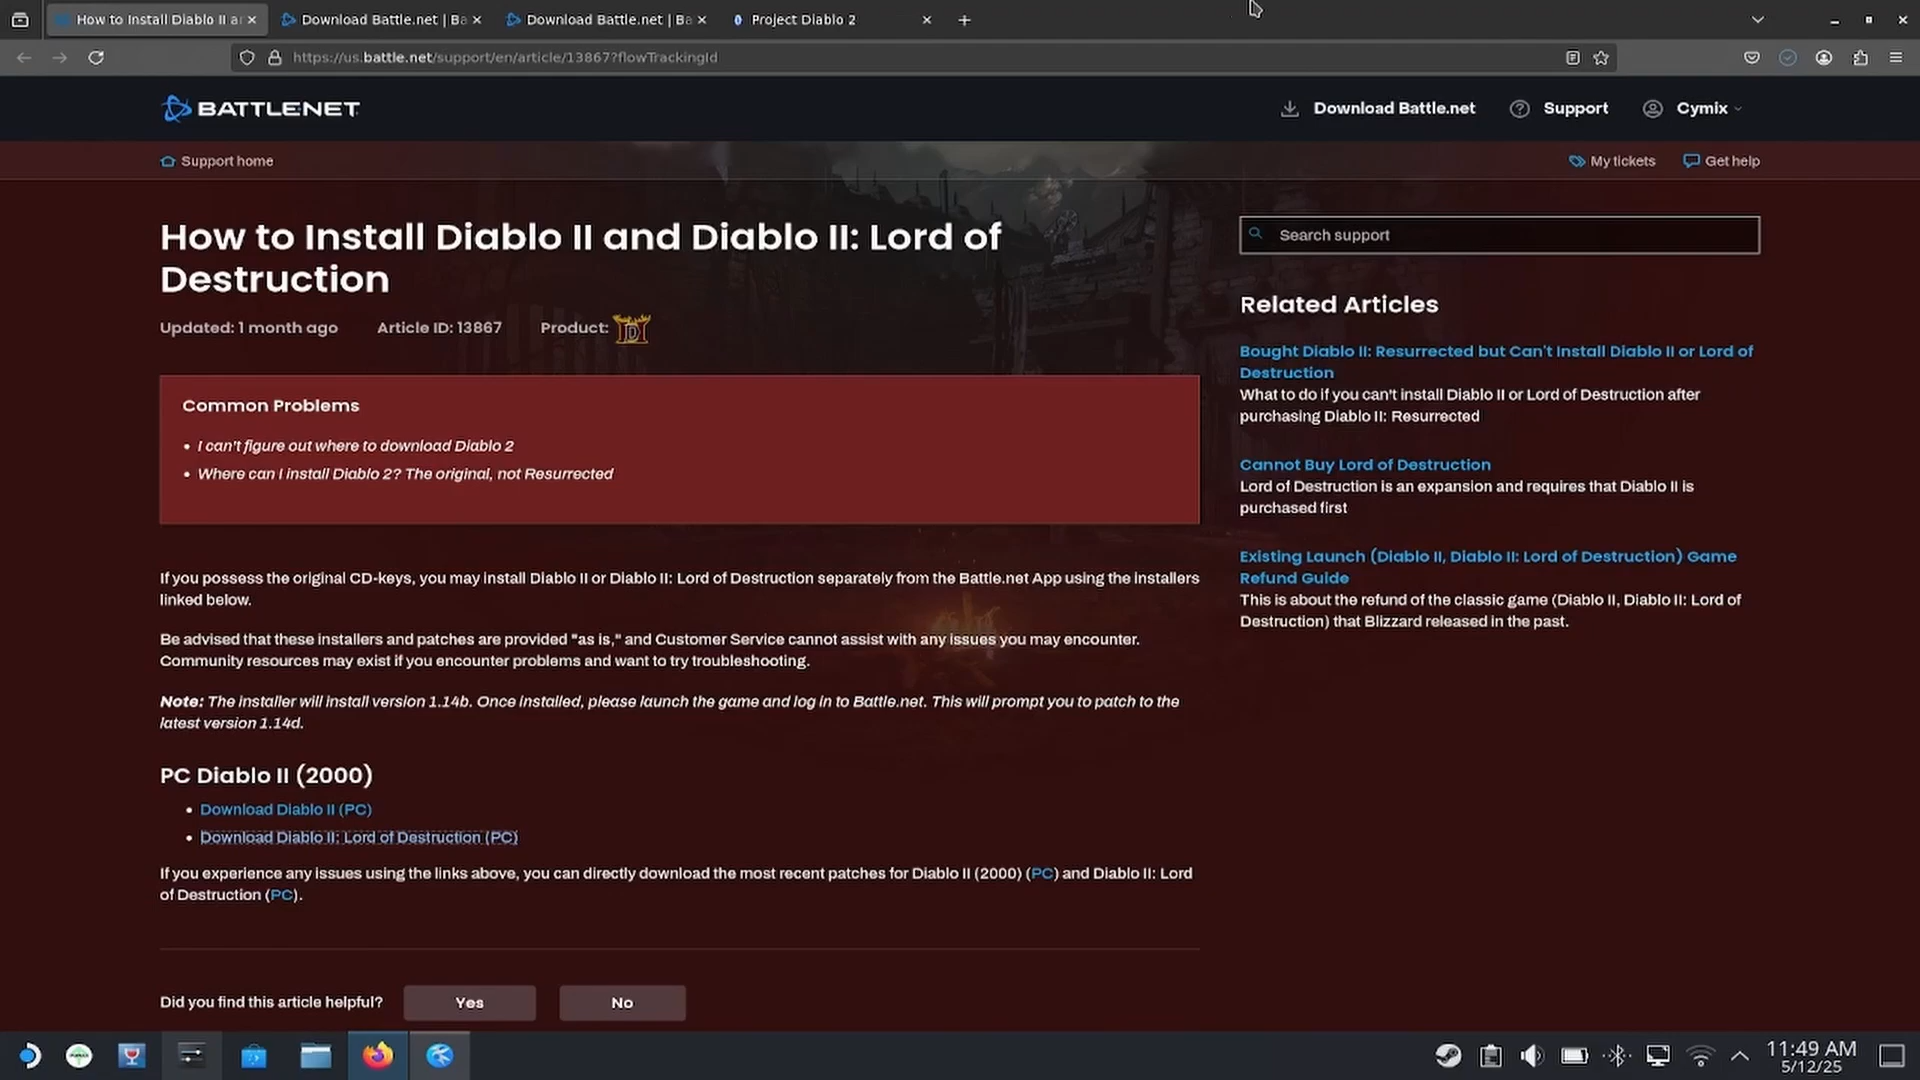 How to Install Diablo II a
Download Battle.net | Ba
Download Battle.net | Ba
Project Diablo 2
https://us.battle.net/support/en/article/13867?flowTrackingId
BATTLE.NET
Download Battle.net
Support
Cymix
Support home
My tickets
Get help
How to Install Diablo II and Diablo II: Lord of
Destruction
Updated: 1 month ago
Article ID: 13867
Product:
Search support
Common Problems
• I can't figure out where to download Diablo 2
• Where can I install Diablo 2? The original, not Resurrected
If you possess the original CD-keys, you may install Diablo II or Diablo II: Lord of Destruction separately from the Battle.net App using the installers
linked below.
Be advised that these installers and patches are provided "as is," and Customer Service cannot assist with any issues you may encounter.
Community resources may exist if you encounter problems and want to try troubleshooting.
Note: The installer will install version 1.14b. Once installed, please launch the game and log in to Battle.net. This will prompt you to patch to the
latest version 1.14d.
PC Diablo II (2000)
• Download Diablo II (PC)
• Download Diablo II: Lord of Destruction (PC)
If you experience any issues using the links above, you can directly download the most recent patches for Diablo II (2000) (PC) and Diablo II: Lord
of Destruction (PC).
Did you find this article helpful?
Yes
No
Related Articles
Bought Diablo II: Resurrected but Can't Install Diablo II or Lord of
Destruction
What to do if you can't install Diablo II or Lord of Destruction after
purchasing Diablo II: Resurrected
Cannot Buy Lord of Destruction
Lord of Destruction is an expansion and requires that Diablo II is
purchased first
Existing Launch (Diablo II, Diablo II: Lord of Destruction) Game
Refund Guide
This is about the refund of the classic game (Diablo II, Diablo II: Lord of
Destruction) that Blizzard released in the past.
11:49 AM
5/12/25